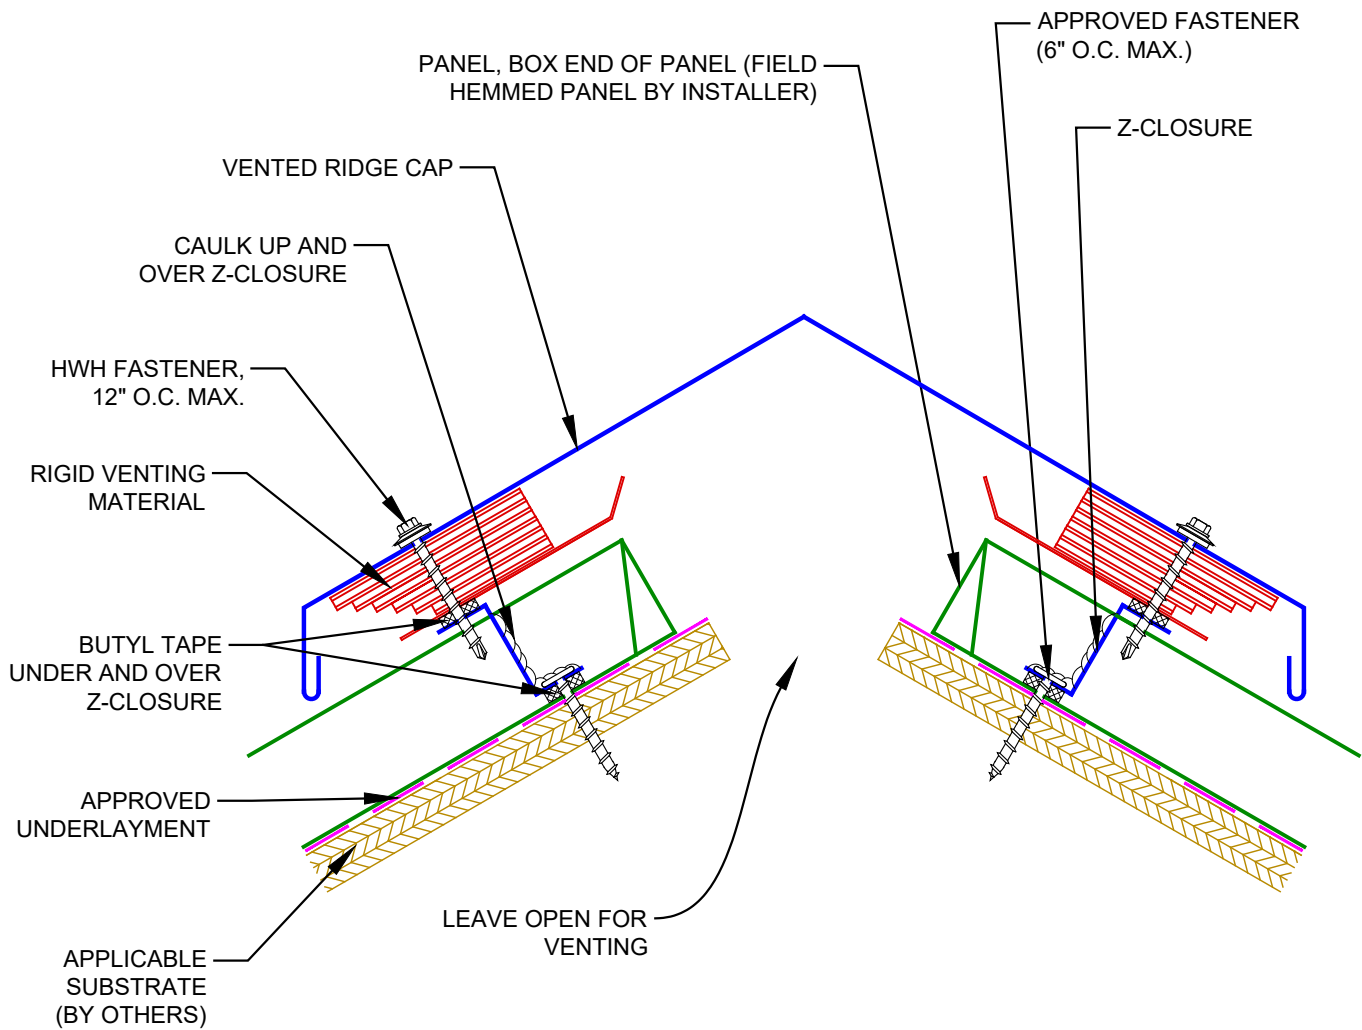 APPROVED FASTENER
(6" O.C. MAX.)
PANEL, BOX END OF PANEL (FIELD
HEMMED PANEL BY INSTALLER)
Z-CLOSURE
VENTED RIDGE CAP
CAULK UP AND
OVER Z-CLOSURE
HWH FASTENER,
12" O.C. MAX.
RIGID VENTING
MATERIAL
BUTYL TAPE
UNDER AND OVER
Z-CLOSURE
APPROVED
UNDERLAYMENT
LEAVE OPEN FOR
VENTING
APPLICABLE
SUBSTRATE
(BY OTHERS)